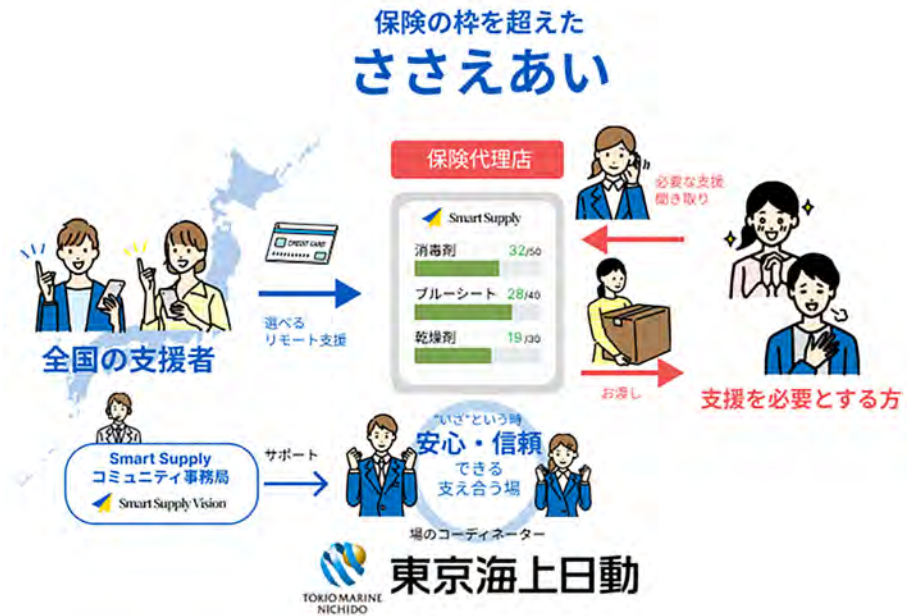 保険の枠を超えた
ささえあい
保険代理店
必要な支援
聞き取り
Smart Supply
消毒剤 32/50
ブルーシート 28/40
乾燥剤 19/30
CREDIT CARD
選べる
リモート支援
全国の支援者
お渡し
支援を必要とする方
Smart Supply
コミュニティ事務局
Smart Supply Vision
サポート
"いざ"という時
安心・信頼
できる
支え合う場
場のコーディネーター
TOKIO MARINE
NICHIDO
東京海上日動